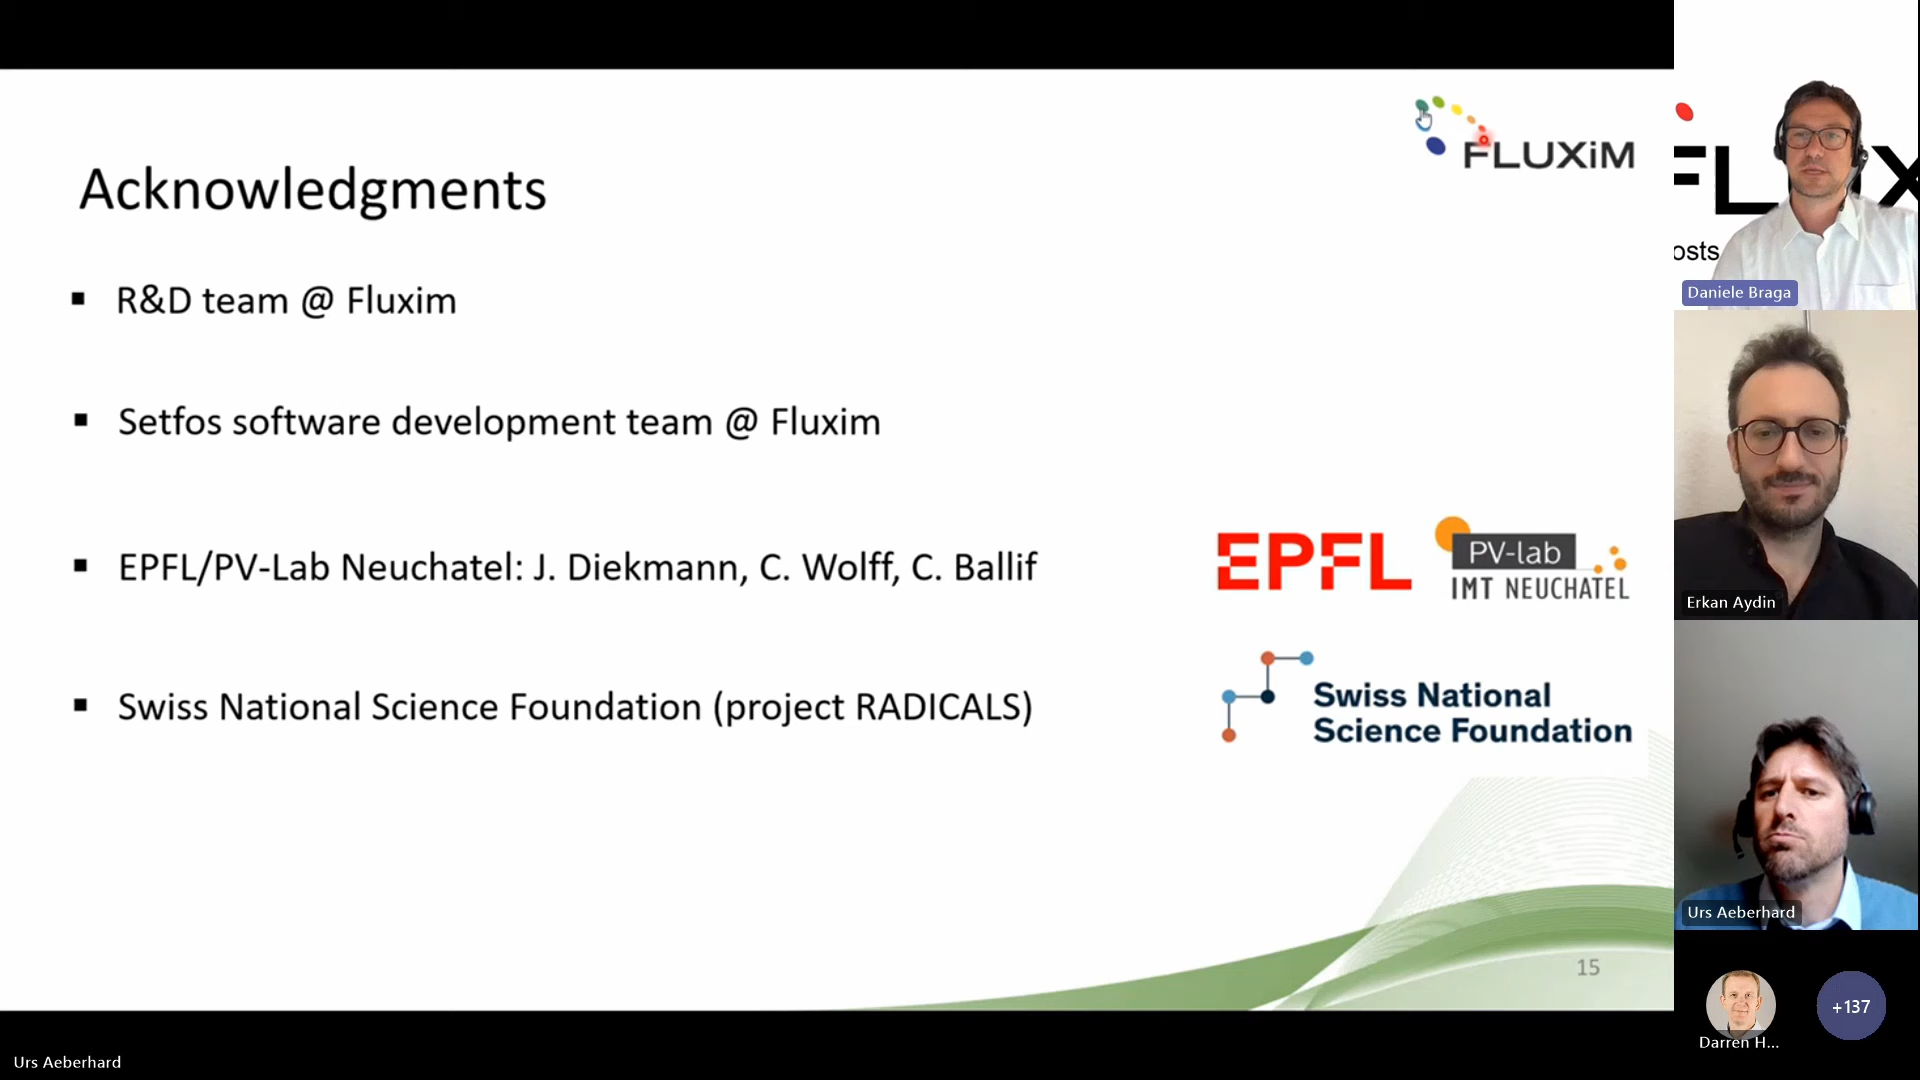 FLUXiM
Acknowledgments
▪ R&D team @ Fluxim
▪ Setfos software development team @ Fluxim
▪ EPFL/PV-Lab Neuchatel: J. Diekmann, C. Wolff, C. Ballif
EPFL
PV-lab
IMT NEUCHATEL
▪ Swiss National Science Foundation (project RADICALS)
Swiss National
Science Foundation
15
Urs Aeberhard
FLUX
osts
Daniele Braga
Erkan Aydin
Urs Aeberhard
Darren H...
+137